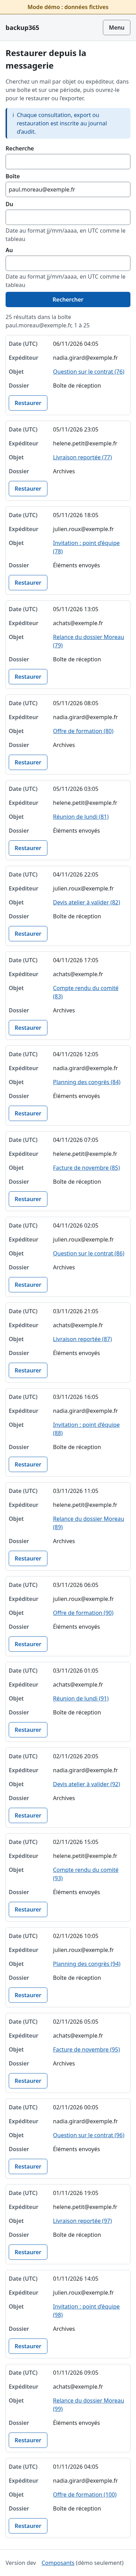 Mode démo : données fictives
backup365
Menu
Restaurer depuis la
messagerie
Cherchez un mail par objet ou expéditeur, dans
une boîte et sur une période, puis ouvrez-le
pour le restaurer ou l'exporter.
i Chaque consultation, export ou
restauration est inscrite au journal
d'audit.
Recherche
Boîte
paul.moreau@exemple.fr
Du
Date au format jj/mm/aaaa, en UTC comme le
tableau
Au
Date au format jj/mm/aaaa, en UTC comme le
tableau
Rechercher
25 résultats dans la boîte
paul.moreau@exemple.fr, 1 à 25
Date (UTC) 06/11/2026 04:05
Expéditeur nadia.girard@exemple.fr
Objet Question sur le contrat (76)
Dossier Boîte de réception
Restaurer
Date (UTC) 05/11/2026 23:05
Expéditeur helene.petit@exemple.fr
Objet Livraison reportée (77)
Dossier Archives
Restaurer
Date (UTC) 05/11/2026 18:05
Expéditeur julien.roux@exemple.fr
Objet Invitation : point d'équipe
(78)
Dossier Éléments envoyés
Restaurer
Date (UTC) 05/11/2026 13:05
Expéditeur achats@exemple.fr
Objet Relance du dossier Moreau
(79)
Dossier Boîte de réception
Restaurer
Date (UTC) 05/11/2026 08:05
Expéditeur nadia.girard@exemple.fr
Objet Offre de formation (80)
Dossier Archives
Restaurer
Date (UTC) 05/11/2026 03:05
Expéditeur helene.petit@exemple.fr
Objet Réunion de lundi (81)
Dossier Éléments envoyés
Restaurer
Date (UTC) 04/11/2026 22:05
Expéditeur julien.roux@exemple.fr
Objet Devis atelier à valider (82)
Dossier Boîte de réception
Restaurer
Date (UTC) 04/11/2026 17:05
Expéditeur achats@exemple.fr
Objet Compte rendu du comité
(83)
Dossier Archives
Restaurer
Date (UTC) 04/11/2026 12:05
Expéditeur nadia.girard@exemple.fr
Objet Planning des congrès (84)
Dossier Éléments envoyés
Restaurer
Date (UTC) 04/11/2026 07:05
Expéditeur helene.petit@exemple.fr
Objet Facture de novembre (85)
Dossier Boîte de réception
Restaurer
Date (UTC) 04/11/2026 02:05
Expéditeur julien.roux@exemple.fr
Objet Question sur le contrat (86)
Dossier Archives
Restaurer
Date (UTC) 03/11/2026 21:05
Expéditeur achats@exemple.fr
Objet Livraison reportée (87)
Dossier Éléments envoyés
Restaurer
Date (UTC) 03/11/2026 16:05
Expéditeur nadia.girard@exemple.fr
Objet Invitation : point d'équipe
(88)
Dossier Boîte de réception
Restaurer
Date (UTC) 03/11/2026 11:05
Expéditeur helene.petit@exemple.fr
Objet Relance du dossier Moreau
(89)
Dossier Archives
Restaurer
Date (UTC) 03/11/2026 06:05
Expéditeur julien.roux@exemple.fr
Objet Offre de formation (90)
Dossier Éléments envoyés
Restaurer
Date (UTC) 03/11/2026 01:05
Expéditeur achats@exemple.fr
Objet Réunion de lundi (91)
Dossier Boîte de réception
Restaurer
Date (UTC) 02/11/2026 20:05
Expéditeur nadia.girard@exemple.fr
Objet Devis atelier à valider (92)
Dossier Archives
Restaurer
Date (UTC) 02/11/2026 15:05
Expéditeur helene.petit@exemple.fr
Objet Compte rendu du comité
(93)
Dossier Éléments envoyés
Restaurer
Date (UTC) 02/11/2026 10:05
Expéditeur julien.roux@exemple.fr
Objet Planning des congrès (94)
Dossier Boîte de réception
Restaurer
Date (UTC) 02/11/2026 05:05
Expéditeur achats@exemple.fr
Objet Facture de novembre (95)
Dossier Archives
Restaurer
Date (UTC) 02/11/2026 00:05
Expéditeur nadia.girard@exemple.fr
Objet Question sur le contrat (96)
Dossier Éléments envoyés
Restaurer
Date (UTC) 01/11/2026 19:05
Expéditeur helene.petit@exemple.fr
Objet Livraison reportée (97)
Dossier Boîte de réception
Restaurer
Date (UTC) 01/11/2026 14:05
Expéditeur julien.roux@exemple.fr
Objet Invitation : point d'équipe
(98)
Dossier Archives
Restaurer
Date (UTC) 01/11/2026 09:05
Expéditeur achats@exemple.fr
Objet Relance du dossier Moreau
(99)
Dossier Éléments envoyés
Restaurer
Date (UTC) 01/11/2026 04:05
Expéditeur nadia.girard@exemple.fr
Objet Offre de formation (100)
Dossier Boîte de réception
Restaurer
Version dev Composants (démo seulement)